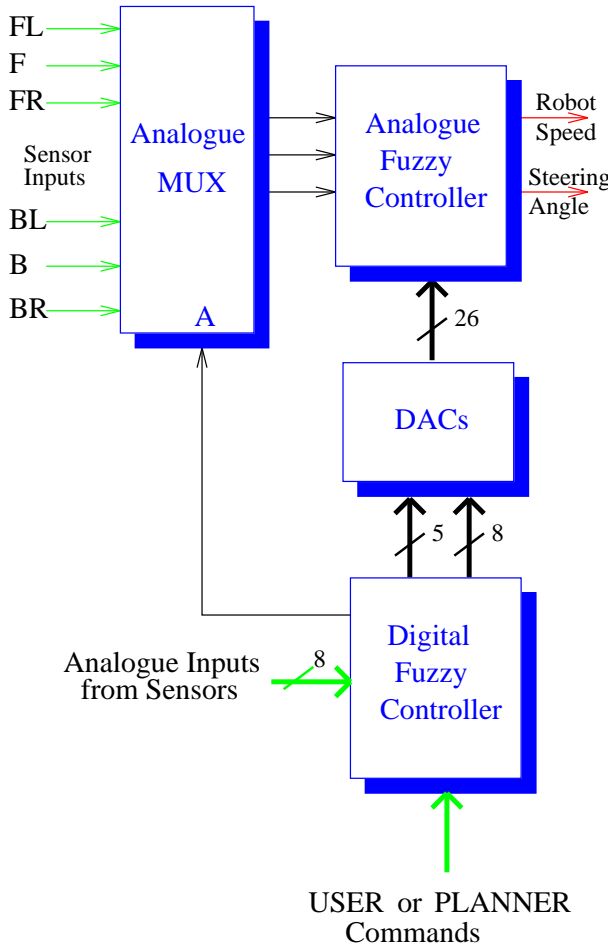 FL
F
FR
Sensor
Inputs
BL
B
BR
Analogue
MUX
A
Analogue
Fuzzy
Controller
Robot
Speed
Steering
Angle
26
DACs
5
8
Digital
Fuzzy
Controller
Analogue Inputs
from Sensors
8
USER or PLANNER
Commands